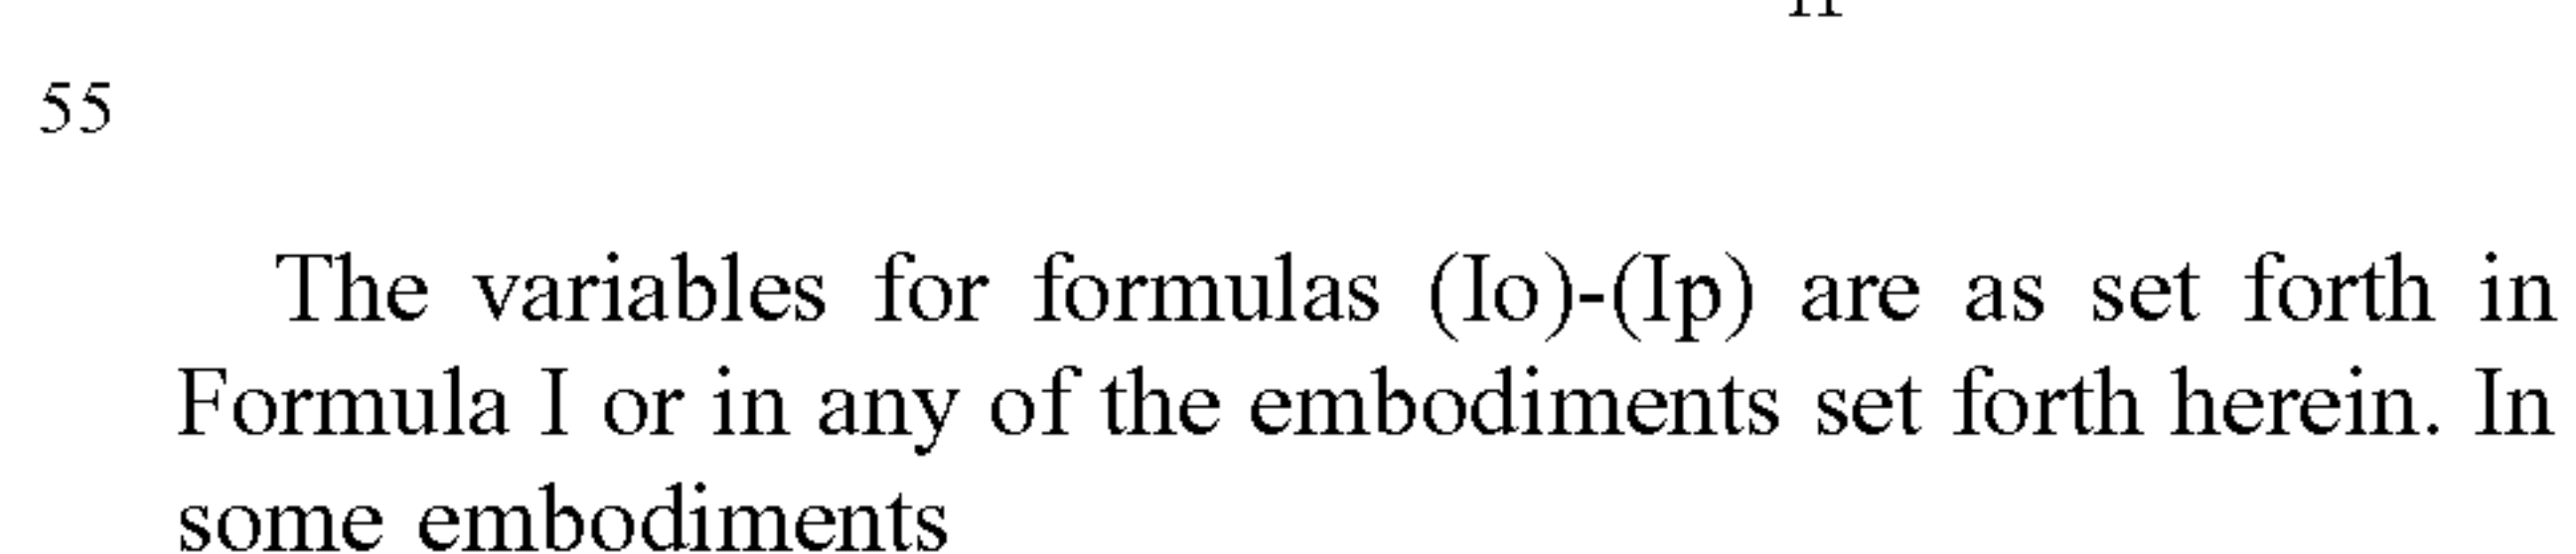 55
The variables for formulas (Io)-(Ip) are as set forth in
Formula I or in any of the embodiments set forth herein. In
some embodiments